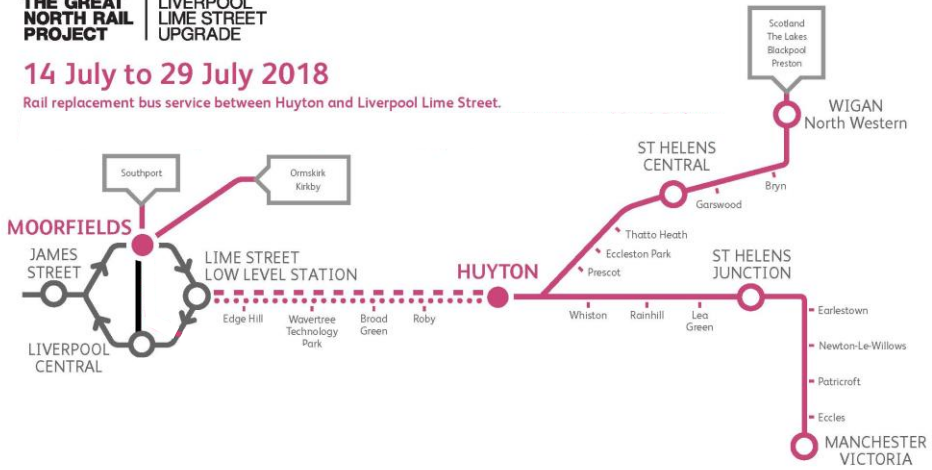 THE GREAT
NORTH RAIL
PROJECT
LIVERPOOL
LIME STREET
UPGRADE
14 July to 29 July 2018
Rail replacement bus service between Huyton and Liverpool Lime Street.
Scotland
The Lakes
Blackpool
Preston
WIGAN
North Western
ST HELENS
CENTRAL
Bryn
Garswood
Southport
Ormskirk
Kirkby
MOORFIELDS
JAMES
STREET
LIME STREET
LOW LEVEL STATION
HUYTON
Thatto Heath
Eccleston Park
Prescot
ST HELENS
JUNCTION
Edge Hill
Wavertree
Technology
Park
Broad
Green
Roby
Whiston
Rainhill
Lea
Green
Earlestown
Newton-Le-Willows
Patricroft
Eccles
LIVERPOOL
CENTRAL
MANCHESTER
VICTORIA